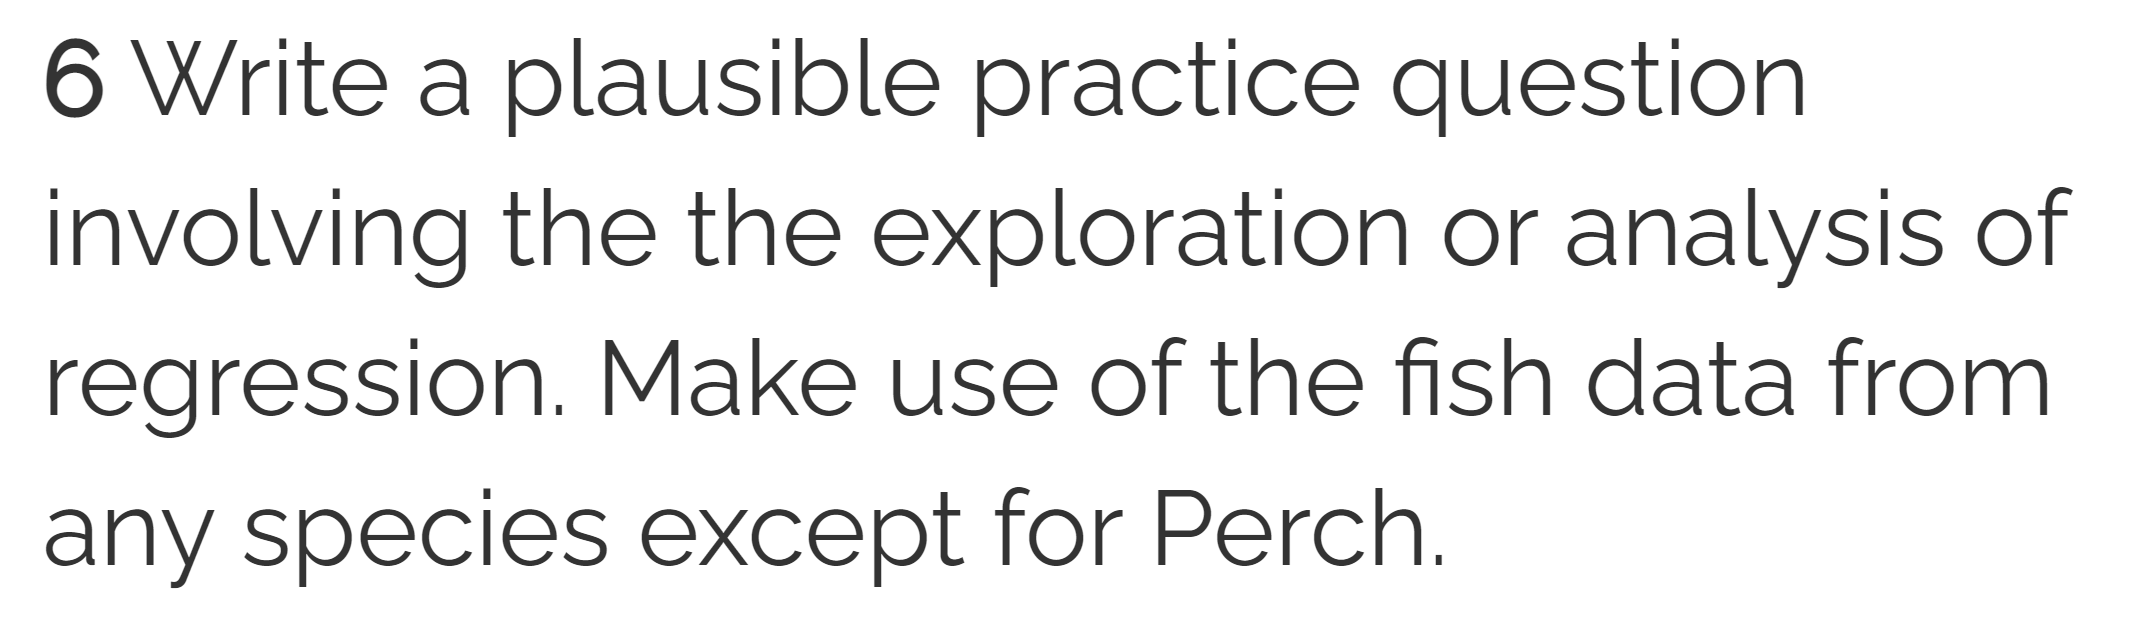 6 Write a plausible practice question
involving the the exploration or analysis of
regression. Make use of the fish data from
any species except for Perch.